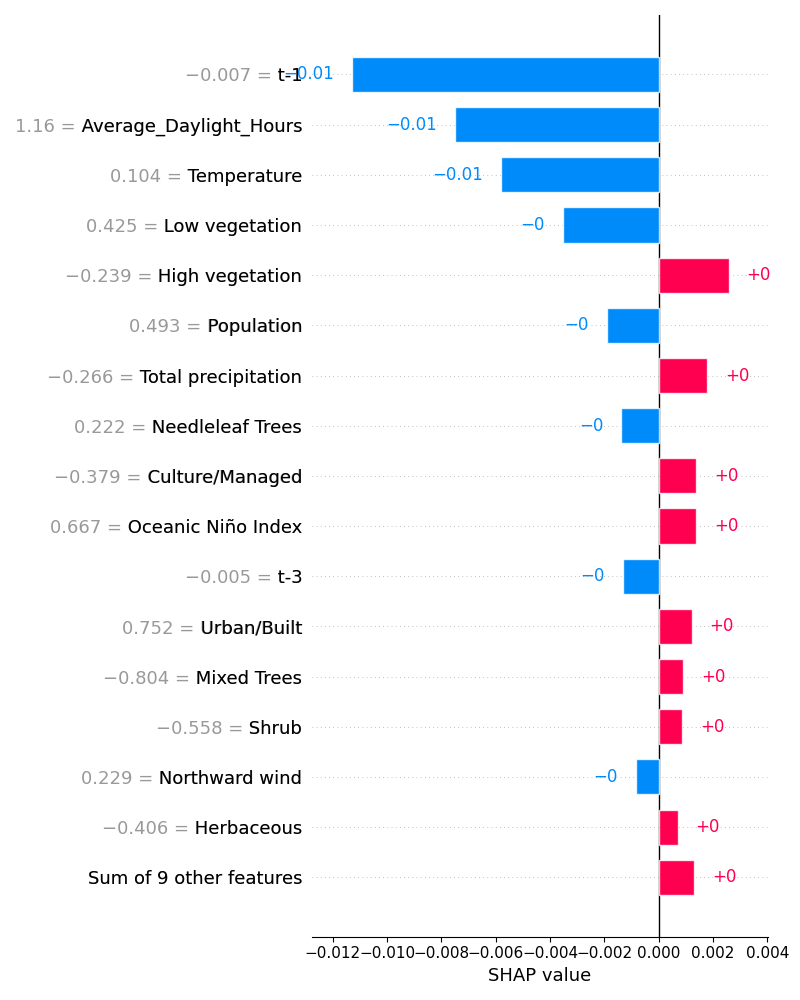 −0.007 = t-1 −0.01
1.16 = Average_Daylight_Hours −0.01
0.104 = Temperature −0.01
0.425 = Low vegetation −0
−0.239 = High vegetation +0
0.493 = Population −0
−0.266 = Total precipitation +0
0.222 = Needleleaf Trees −0
−0.379 = Culture/Managed +0
0.667 = Oceanic Niño Index +0
−0.005 = t-3 −0
0.752 = Urban/Built +0
−0.804 = Mixed Trees +0
−0.558 = Shrub +0
0.229 = Northward wind −0
−0.406 = Herbaceous +0
Sum of 9 other features +0
−0.012 −0.010 −0.008 −0.006 −0.004 −0.002 0.000 0.002 0.004
SHAP value